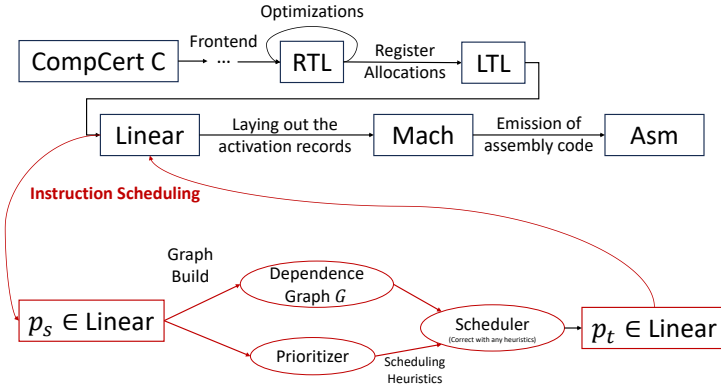 Optimizations
Frontend
CompCert C
...
RTL
Register
Allocations
LTL
Linear
Laying out the
activation records
Mach
Emission of
assembly code
Asm
Instruction Scheduling
Graph
Build
Dependence
Graph G
p_s ∈ Linear
Prioritizer
Scheduling
Heuristics
Scheduler
(Correct with any heuristics)
p_t ∈ Linear